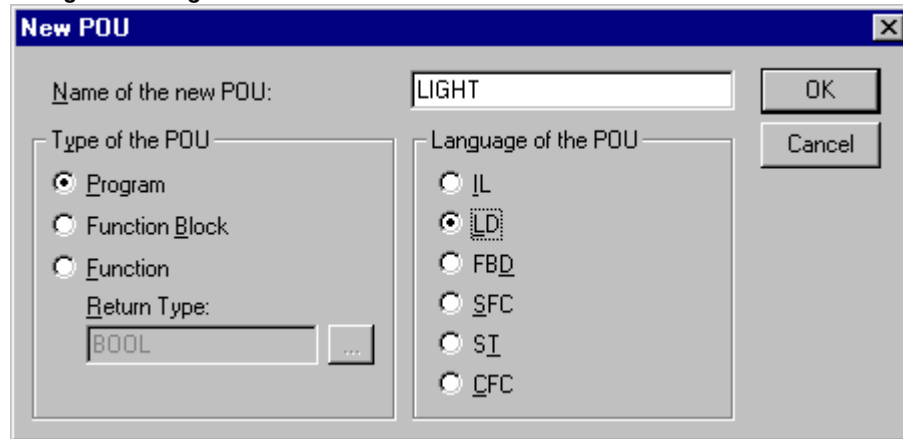 New POU
Name of the new POU:
LIGHT
OK
Cancel
Type of the POU
Program
Function Block
Function
Return Type:
BOOL
...
Language of the POU
IL
LD
FBD
SFC
ST
CFC